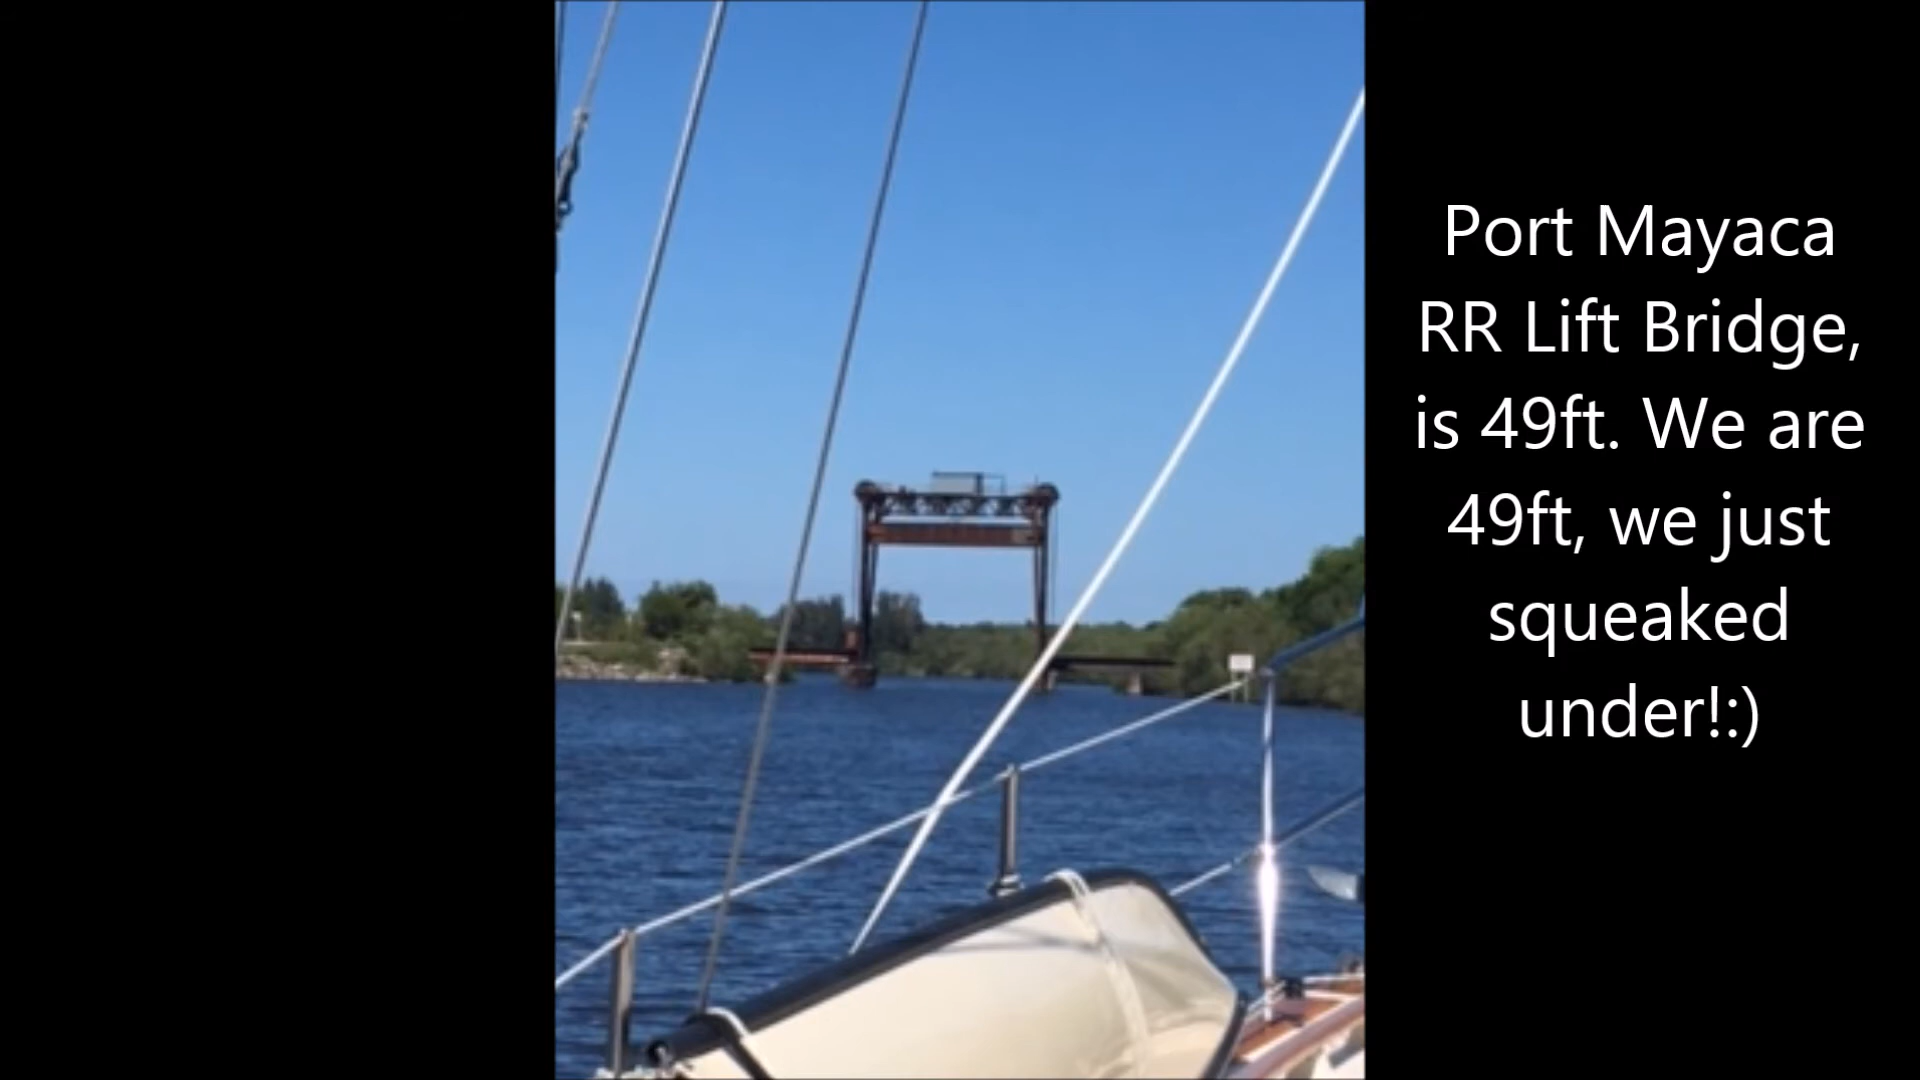 Port Mayaca
RR Lift Bridge,
is 49ft. We are
49ft, we just
squeaked
under!:)